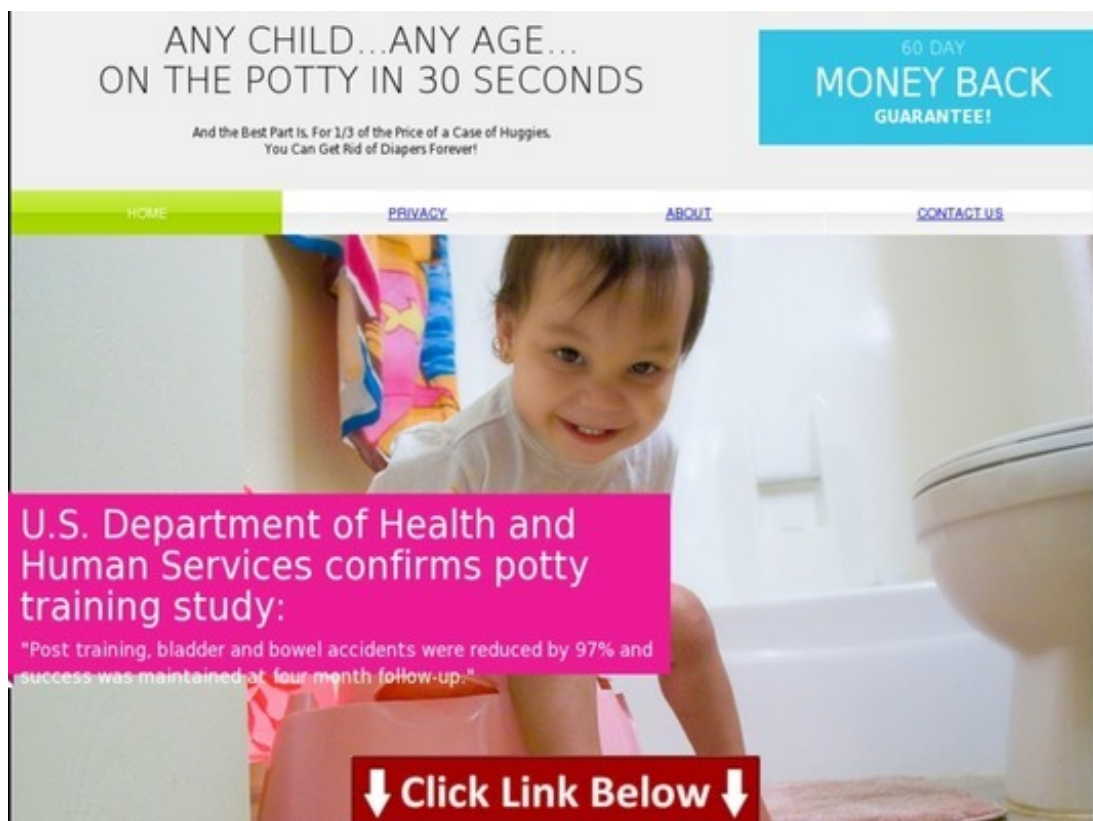 ANY CHILD...ANY AGE...
ON THE POTTY IN 30 SECONDS
And the Best Part Is, For 1/3 of the Price of a Case of Huggies,
You Can Get Rid of Diapers Forever!
60 DAY
MONEY BACK
GUARANTEE!
HOME PRIVACY ABOUT CONTACT US
U.S. Department of Health and
Human Services confirms potty
training study:
"Post training, bladder and bowel accidents were reduced by 97% and
success was maintained at four month follow-up."
Click Link Below